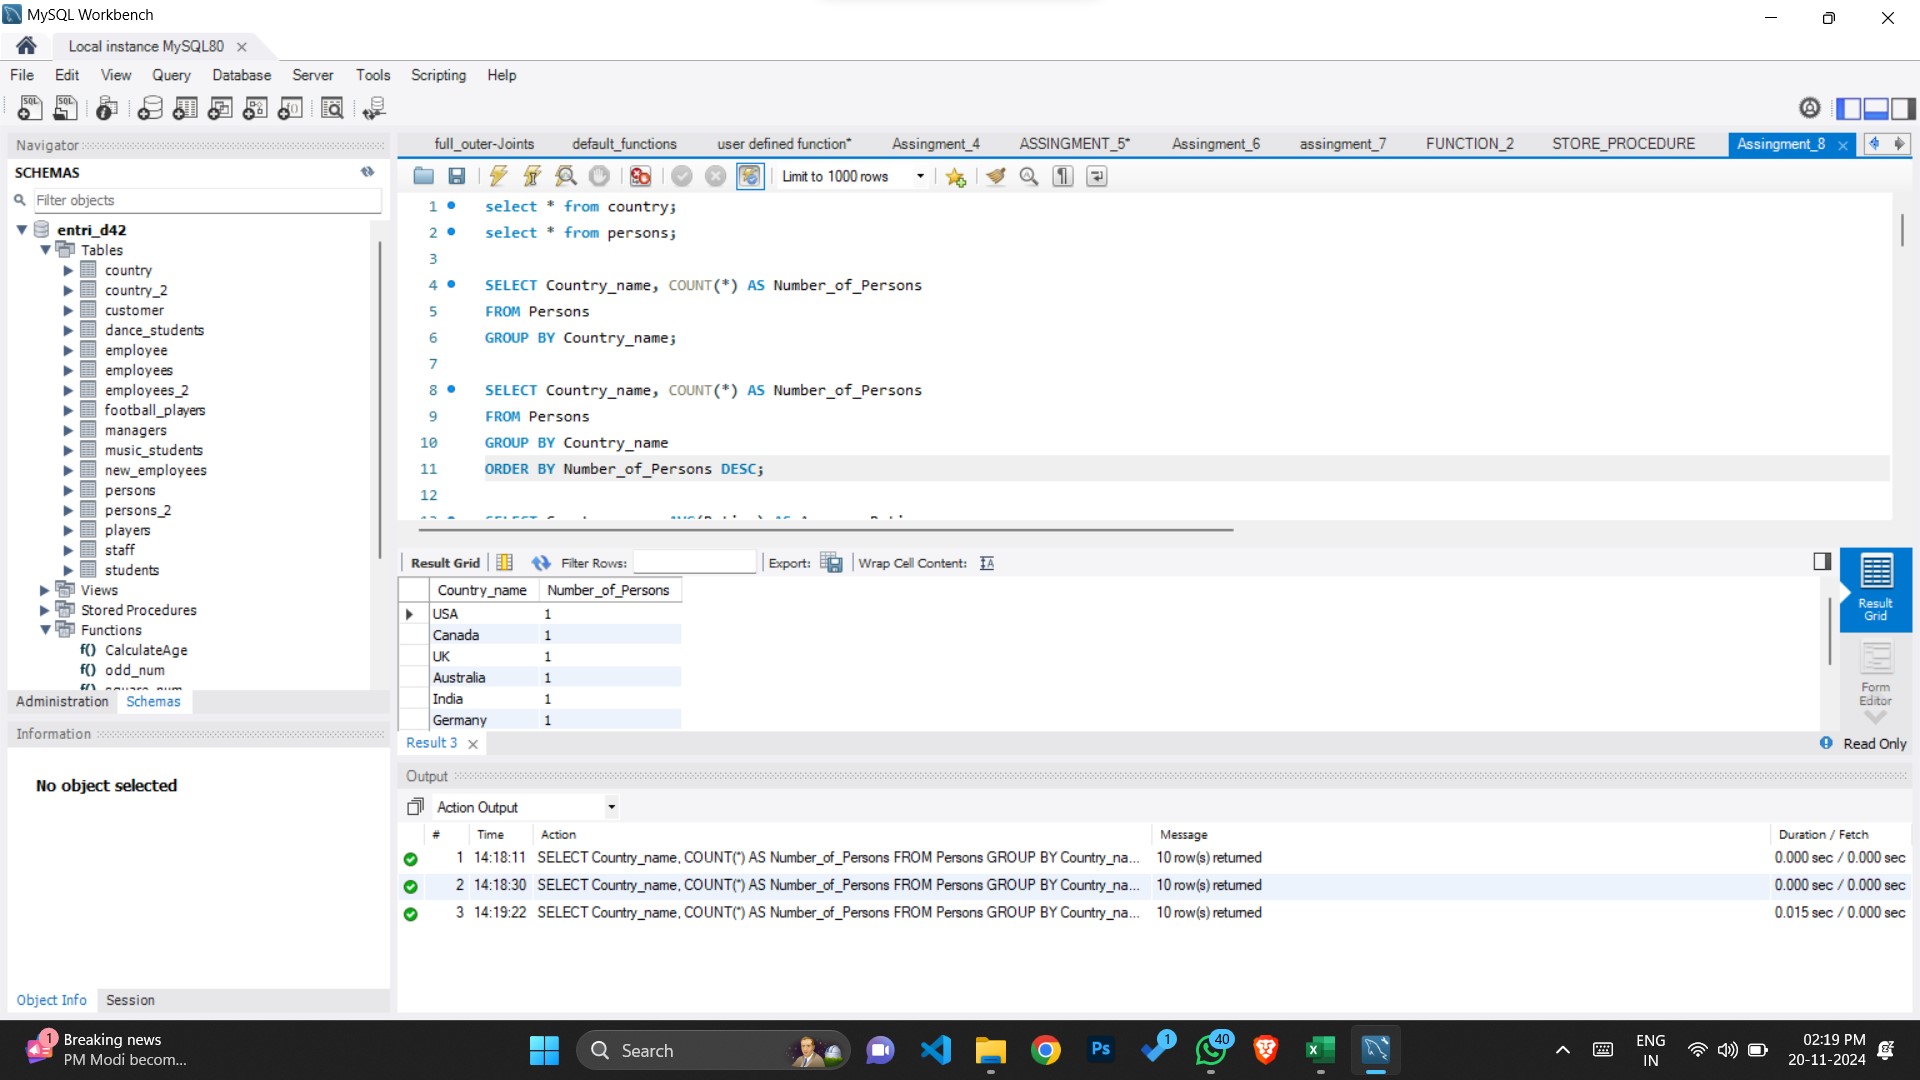 MySQL Workbench
Local instance MySQL80
File Edit View Query Database Server Tools Scripting Help
Navigator
SCHEMAS
Filter objects
entri_d42
Tables
country
country_2
customer
dance_students
employee
employees
employees_2
football_players
managers
music_students
new_employees
persons
persons_2
players
staff
students
Views
Stored Procedures
Functions
f() CalculateAge
f() odd_num
Administration Schemas
Information
No object selected
Object Info Session
full_outer-Joints default_functions user defined function* Assingment_4 ASSINGMENT_5* Assingment_6 assingment_7 FUNCTION_2 STORE_PROCEDURE Assingment_8
Limit to 1000 rows
1 select * from country;
2 select * from persons;
3
4 SELECT Country_name, COUNT(*) AS Number_of_Persons
5 FROM Persons
6 GROUP BY Country_name;
7
8 SELECT Country_name, COUNT(*) AS Number_of_Persons
9 FROM Persons
10 GROUP BY Country_name
11 ORDER BY Number_of_Persons DESC;
12
Result Grid Filter Rows: Export: Wrap Cell Content:
Country_name Number_of_Persons
USA 1
Canada 1
UK 1
Australia 1
India 1
Germany 1
Result Grid
Form Editor
Result 3
Read Only
Output
Action Output
# Time Action Message Duration / Fetch
1 14:18:11 SELECT Country_name, COUNT(*) AS Number_of_Persons FROM Persons GROUP BY Country_na... 10 row(s) returned 0.000 sec / 0.000 sec
2 14:18:30 SELECT Country_name, COUNT(*) AS Number_of_Persons FROM Persons GROUP BY Country_na... 10 row(s) returned 0.000 sec / 0.000 sec
3 14:19:22 SELECT Country_name, COUNT(*) AS Number_of_Persons FROM Persons GROUP BY Country_na... 10 row(s) returned 0.015 sec / 0.000 sec
1 Breaking news
PM Modi becom...
Search
Ps
1
40
ENG
IN
02:19 PM
20-11-2024